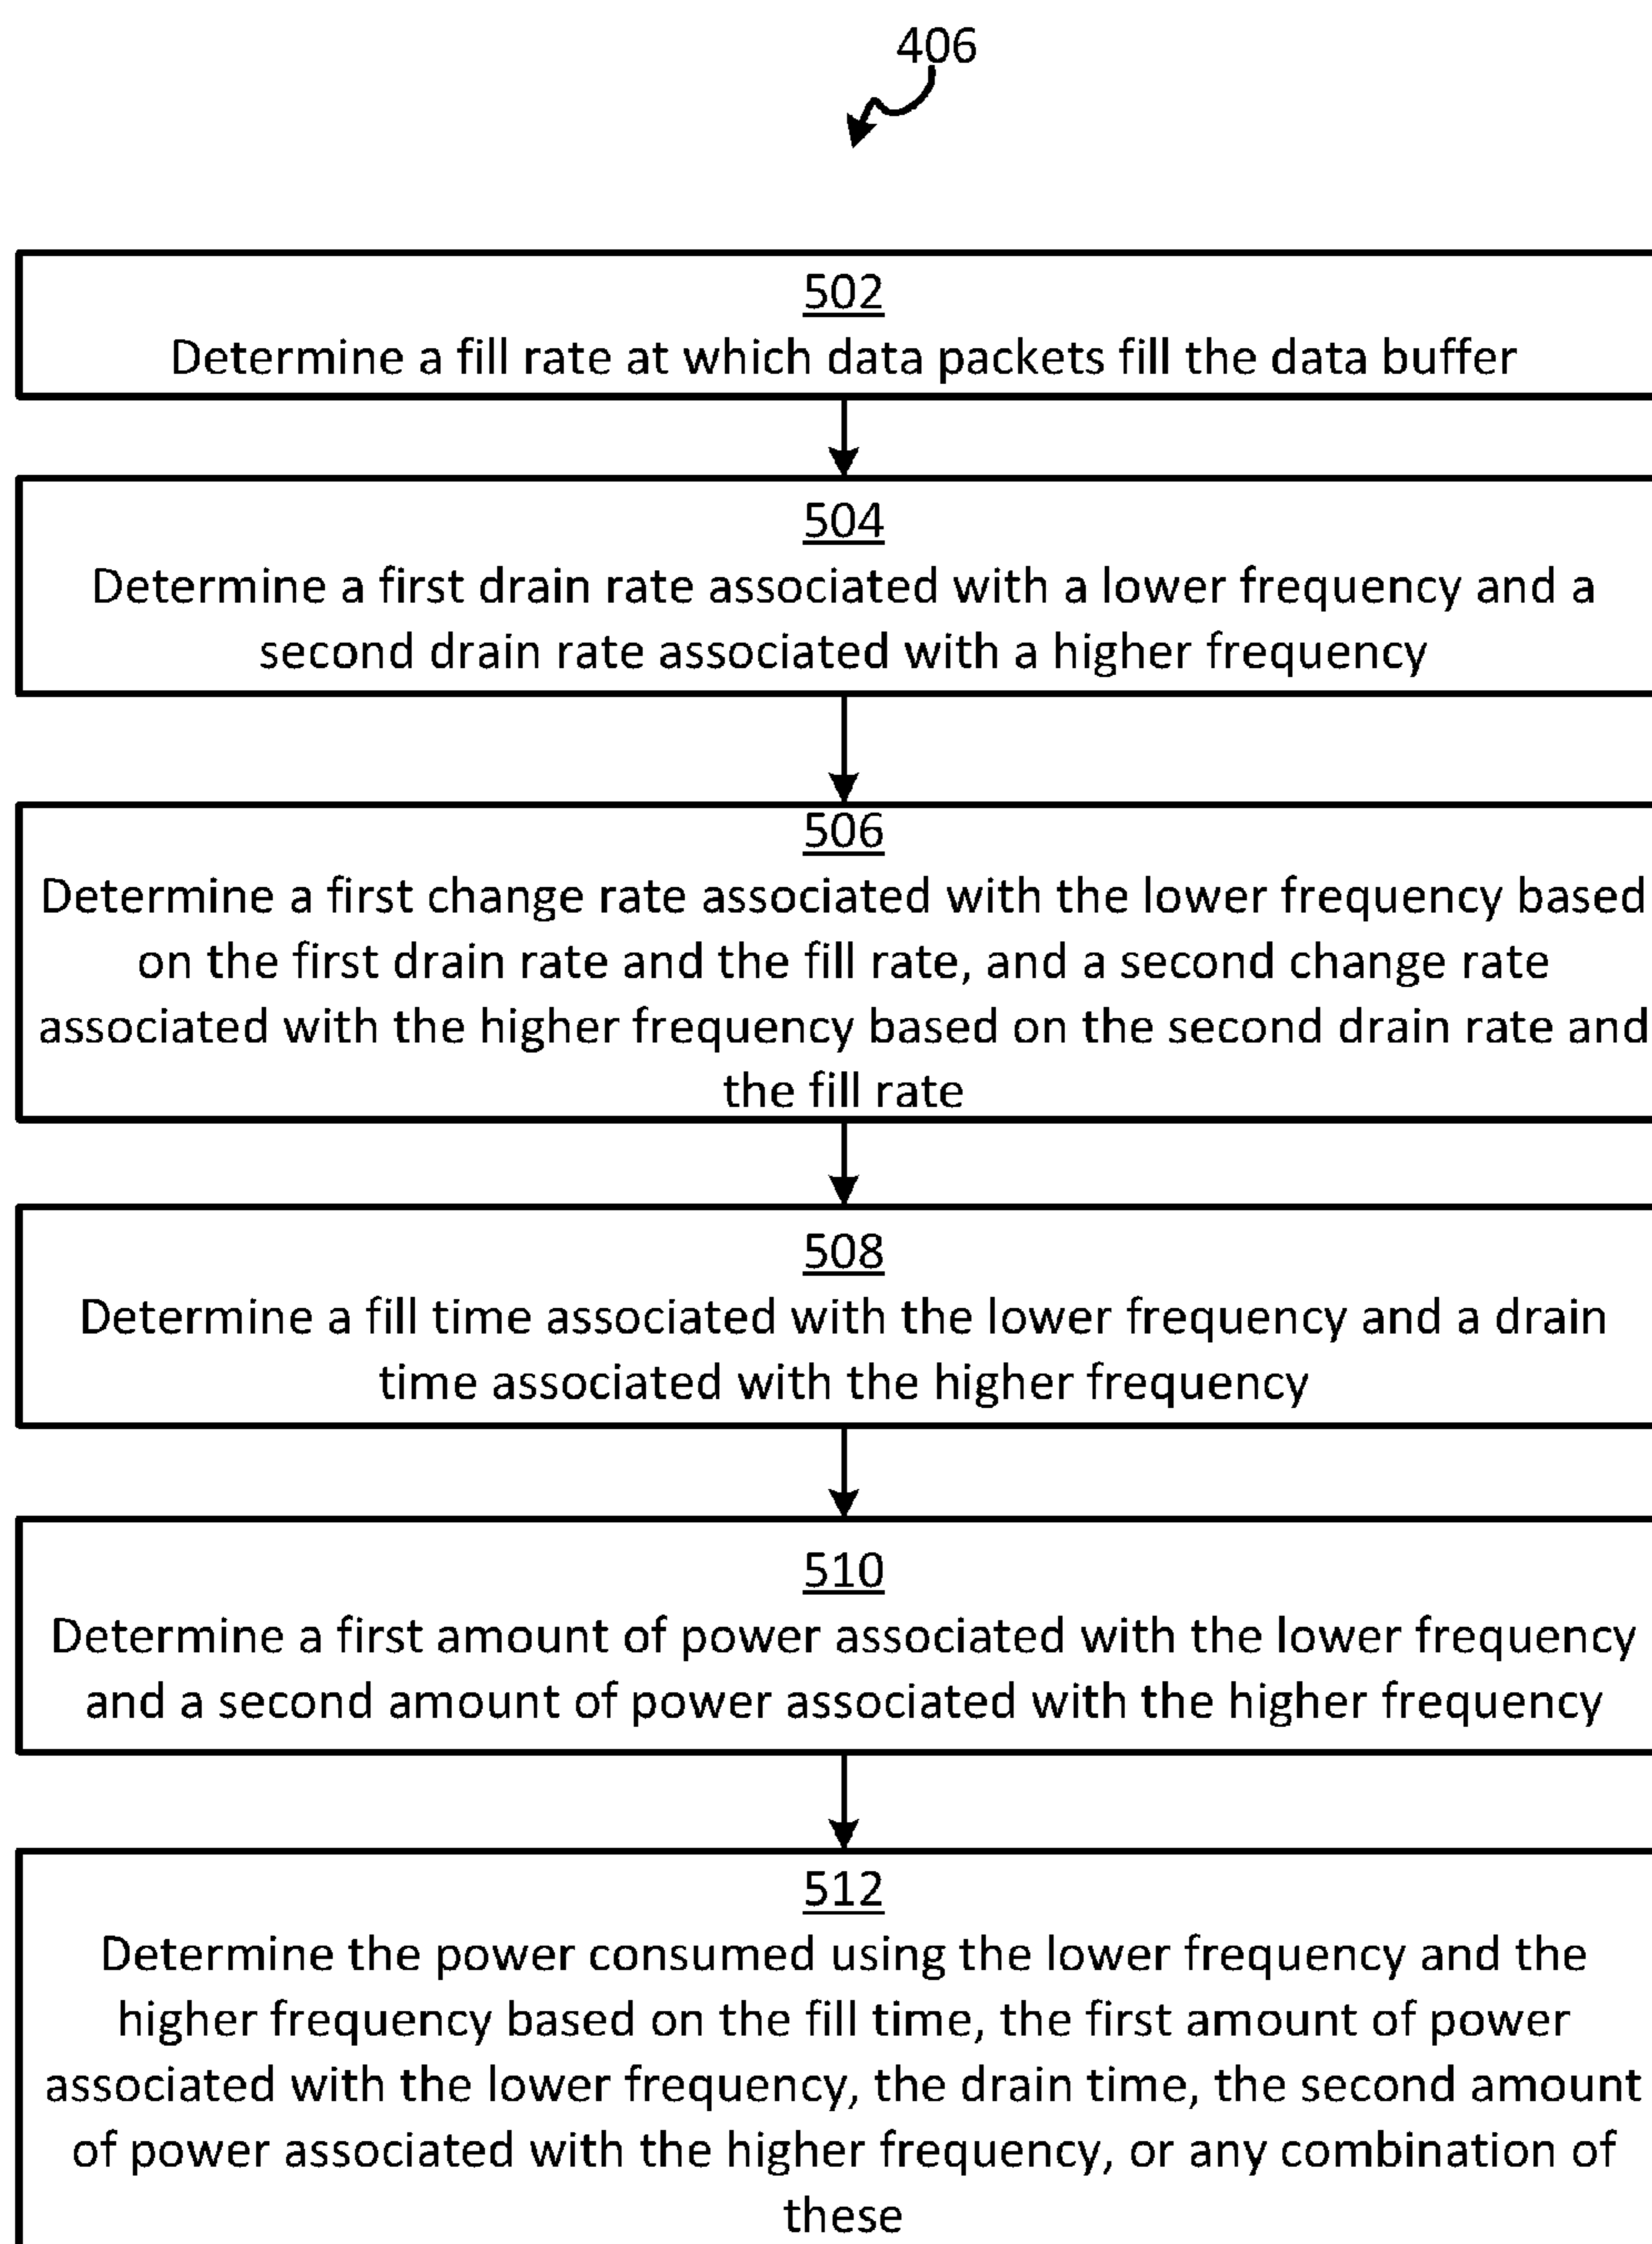 406
502
Determine a fill rate at which data packets fill the data buffer
504
Determine a first drain rate associated with a lower frequency and a
second drain rate associated with a higher frequency
506
Determine a first change rate associated with the lower frequency based
on the first drain rate and the fill rate, and a second change rate
associated with the higher frequency based on the second drain rate and
the fill rate
508
Determine a fill time associated with the lower frequency and a drain
time associated with the higher frequency
510
Determine a first amount of power associated with the lower frequency
and a second amount of power associated with the higher frequency
512
Determine the power consumed using the lower frequency and the
higher frequency based on the fill time, the first amount of power
associated with the lower frequency, the drain time, the second amount
of power associated with the higher frequency, or any combination of
these